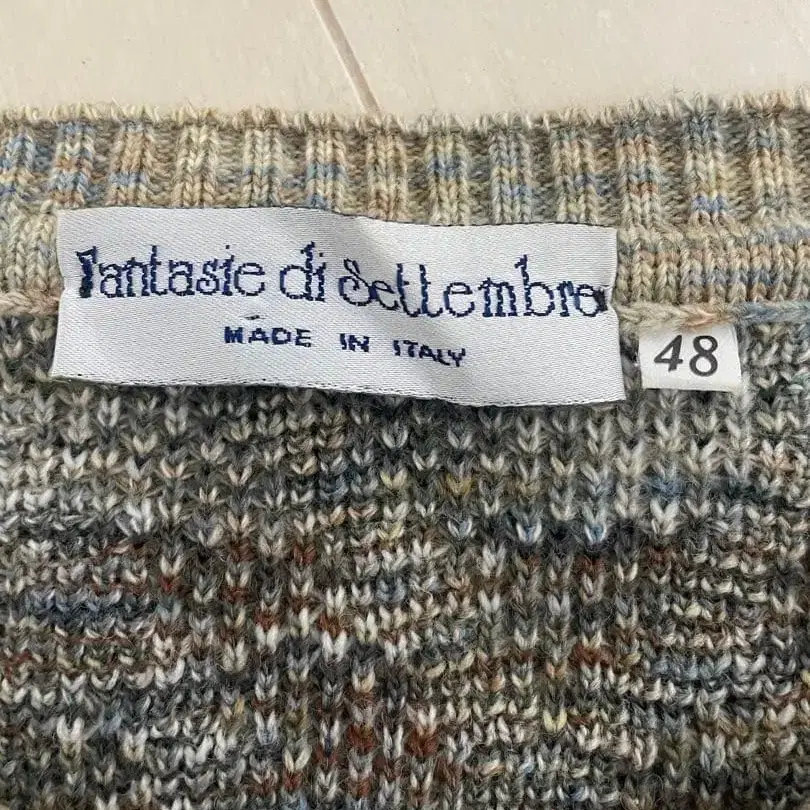 Fantasie di Settembre
MADE IN ITALY
48